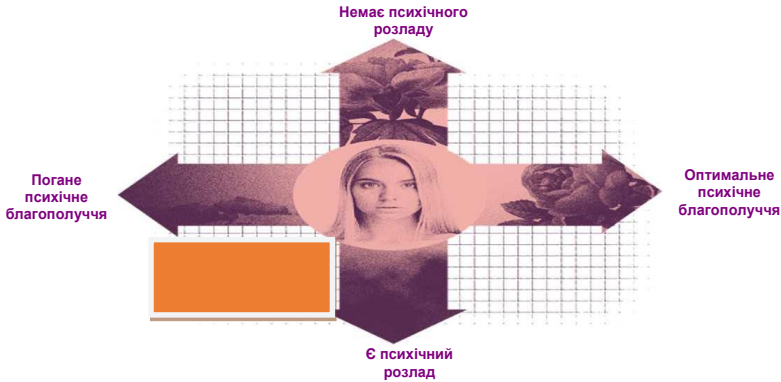 Немає психічного
розладу
Погане
психічне
благополуччя
Оптимальне
психічне
благополуччя
Є психічний
розлад